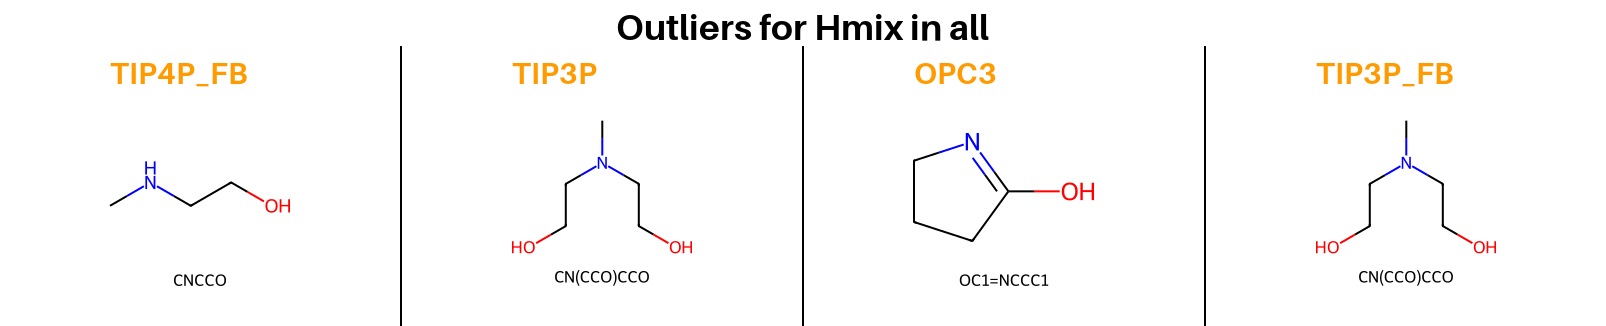 Outliers for Hmix in all
TIP4P_FB
H
N
OH
CNCCO
TIP3P
N
HO
OH
CN(CCO)CCO
OPC3
N
OH
OC1=NCCC1
TIP3P_FB
N
HO
OH
CN(CCO)CCO